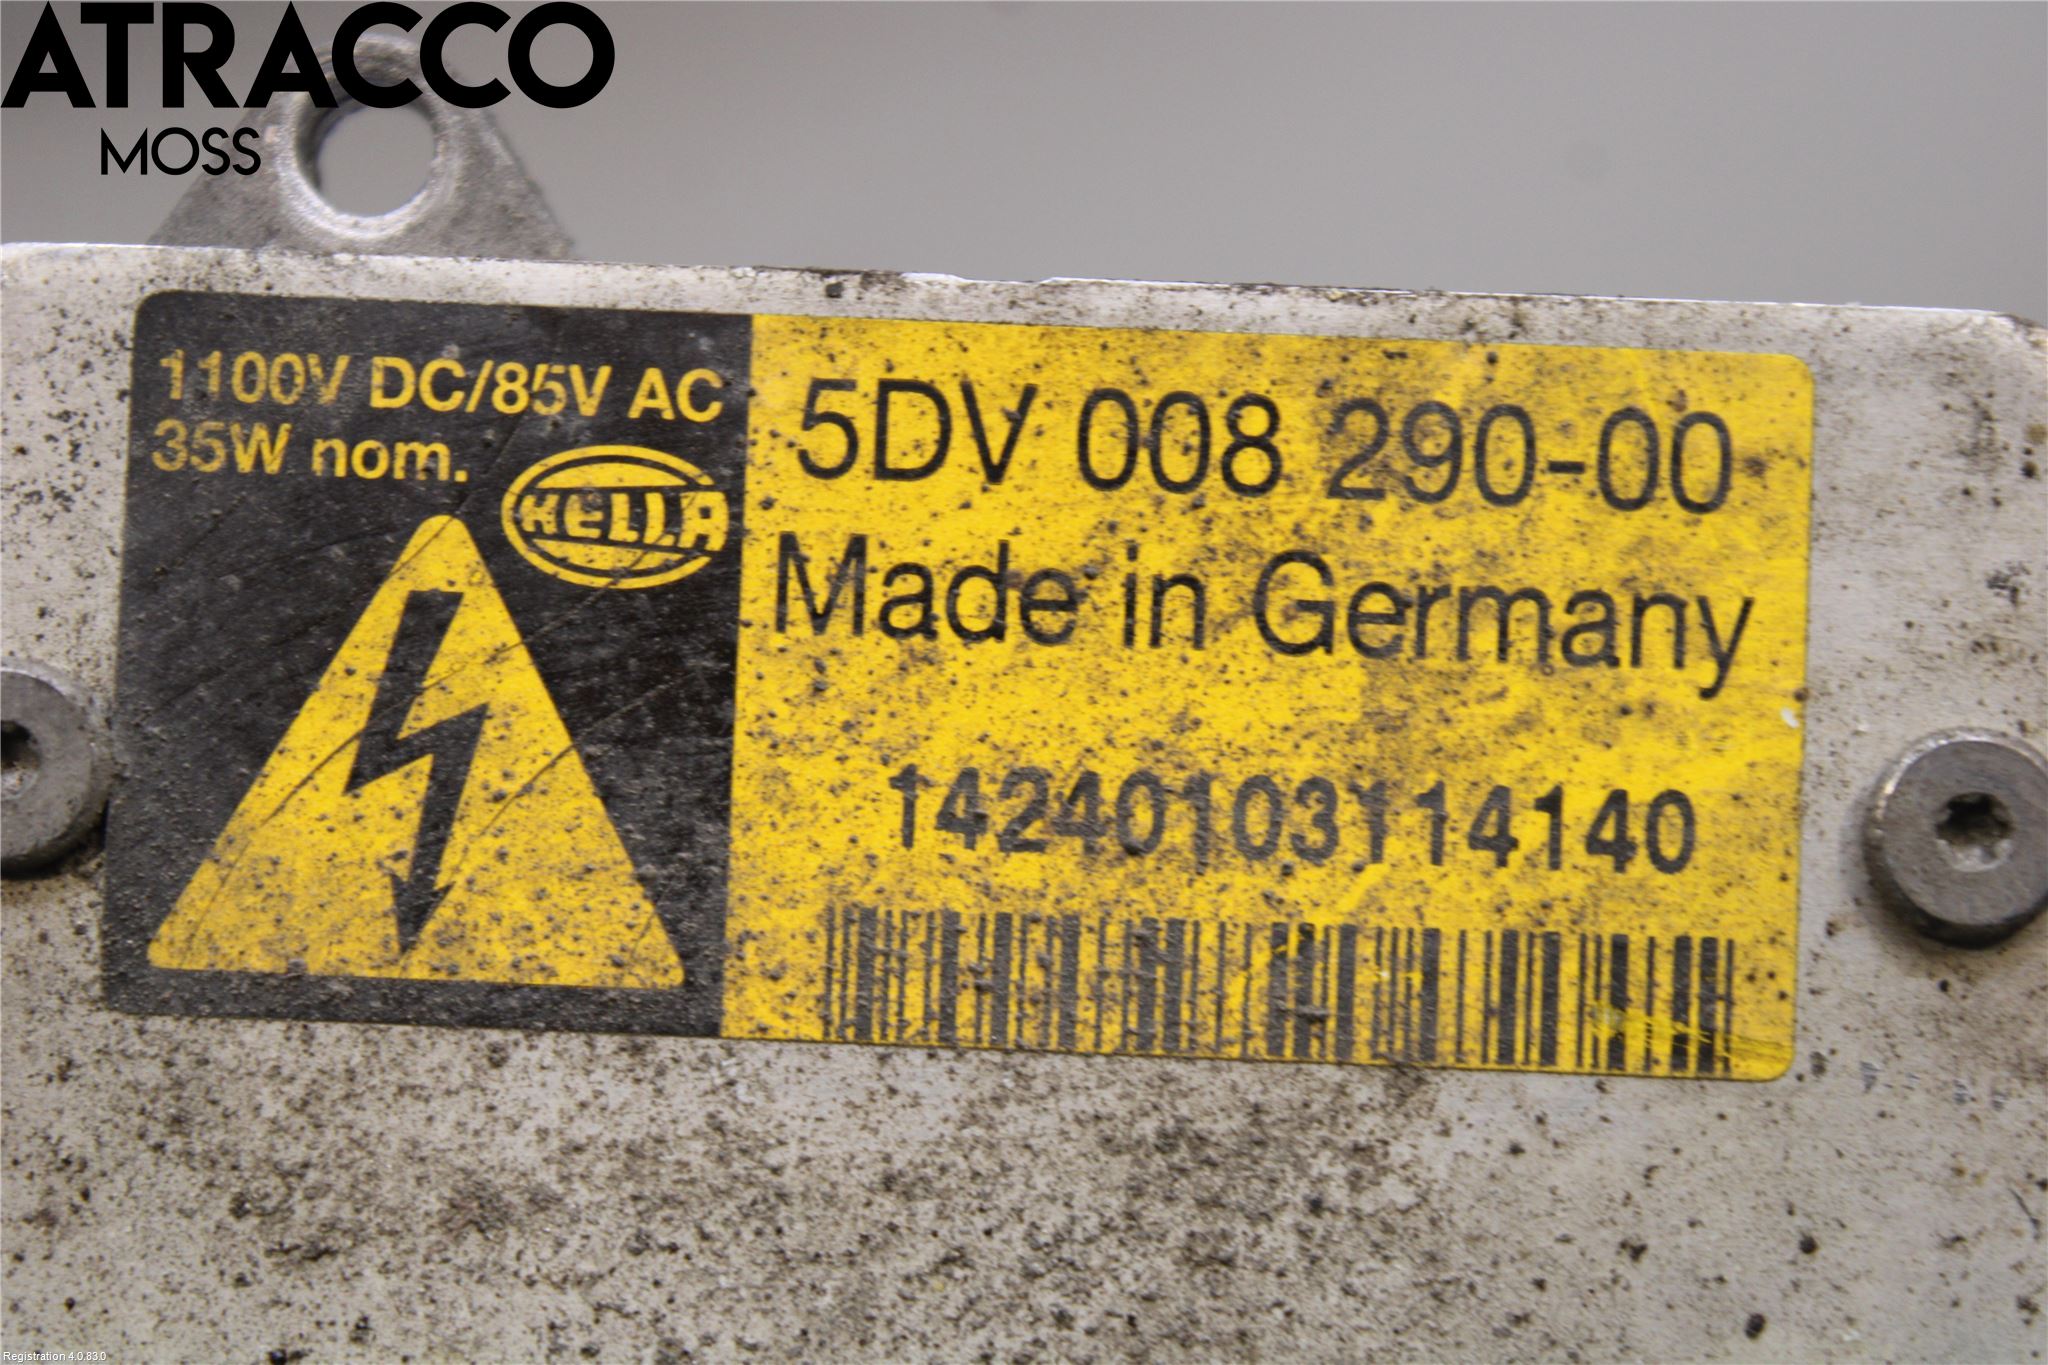 ATRACCO
MOSS
1100V DC/85V AC
35W nom.
HELLA
5DV 008 290-00
Made in Germany
14240103114140
Registration 4.0.83.0